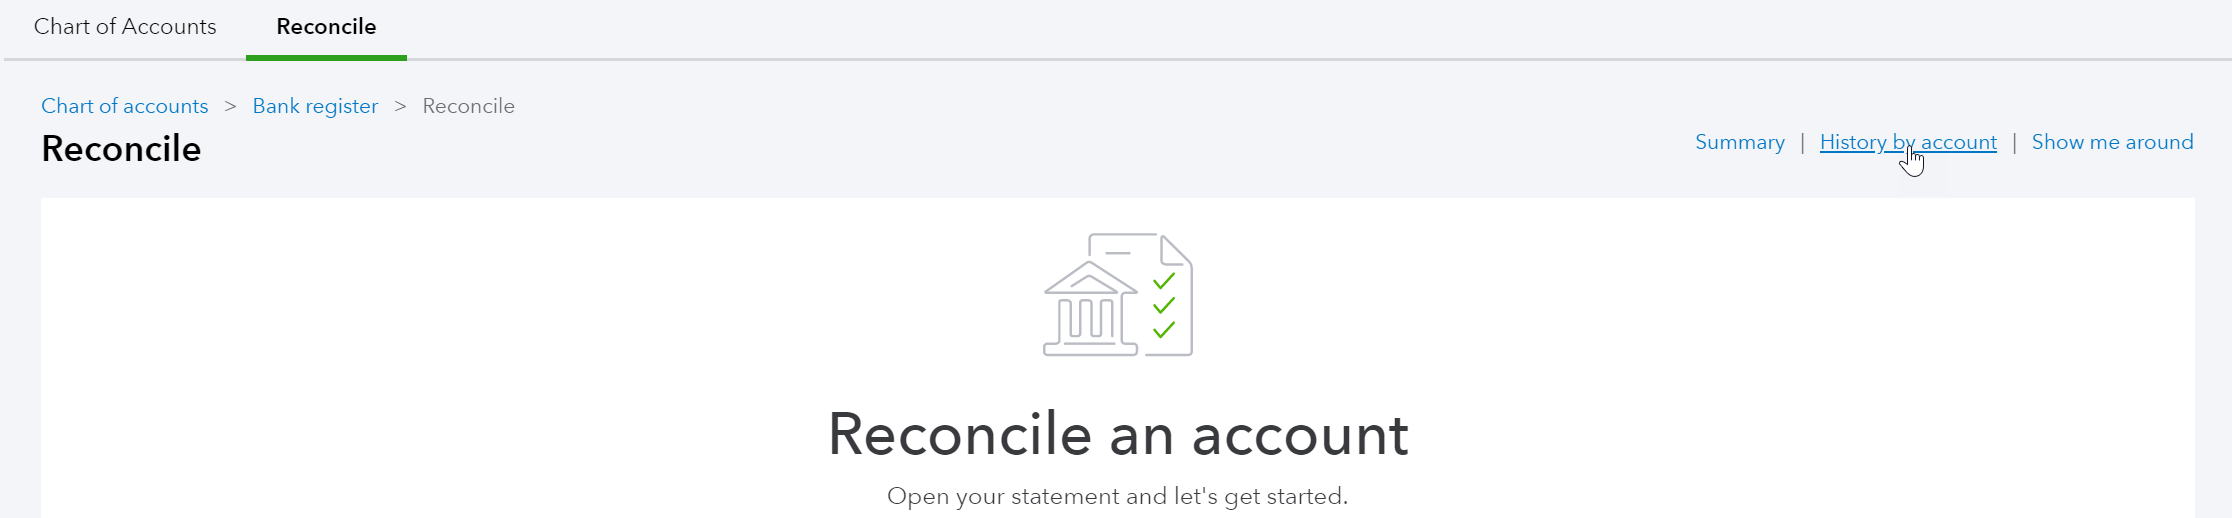 Chart of Accounts Reconcile
Chart of accounts > Bank register > Reconcile
Reconcile
Summary | History by account | Show me around
Reconcile an account
Open your statement and let's get started.